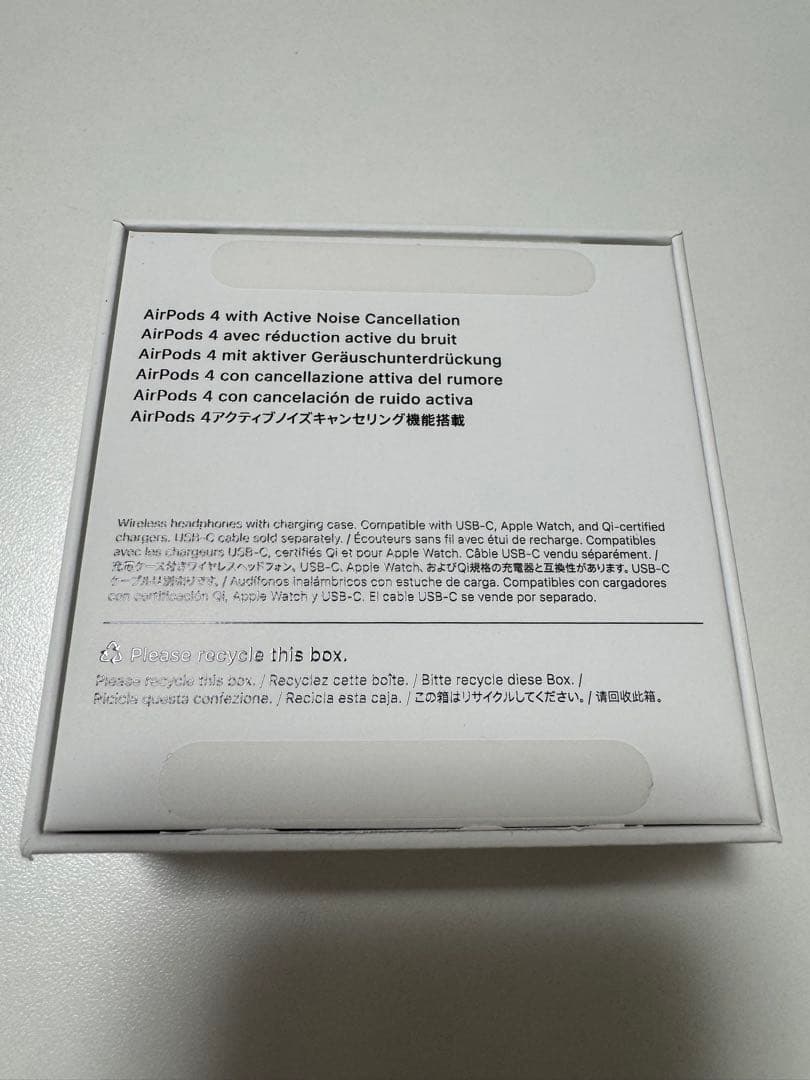 AirPods 4 with Active Noise Cancellation
AirPods 4 avec réduction active du bruit
AirPods 4 mit aktiver Geräuschunterdrückung
AirPods 4 con cancellazione attiva del rumore
AirPods 4 con cancelación de ruido activa
AirPods 4アクティブノイズキャンセリング機能搭載
Wireless headphones with charging case. Compatible with USB-C, Apple Watch, and Qi-certified
chargers. USB-C cable sold separately. / Écouteurs sans fil avec étui de recharge. Compatibles
avec les chargeurs USB-C, certifiés Qi et pour Apple Watch. Câble USB-C vendu séparément. /
充電ケース付きワイヤレスヘッドフォン。USB-C、Apple Watch、およびQi規格の充電器と互換性があります。USB-C
ケーブルは別売りです。/ Audífonos inalámbricos con estuche de carga. Compatibles con cargadores
con certificación Qi, Apple Watch y USB-C. El cable USB-C se vende por separado.
Please recycle this box.
Please recycle this box. / Recyclez cette boîte. / Bitte recycle diese Box. /
Ricicla questa confezione. / Recicla esta caja. / この箱はリサイクルしてください。/ 请回收此箱。